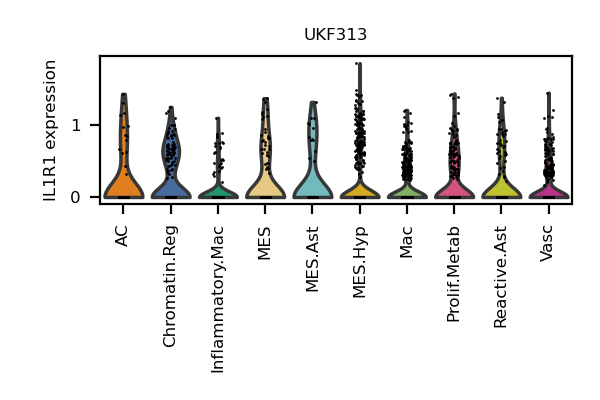 UKF313
IL1R1 expression
1
0
AC
Chromatin.Reg
Inflammatory.Mac
MES
MES.Ast
MES.Hyp
Mac
Prolif.Metab
Reactive.Ast
Vasc